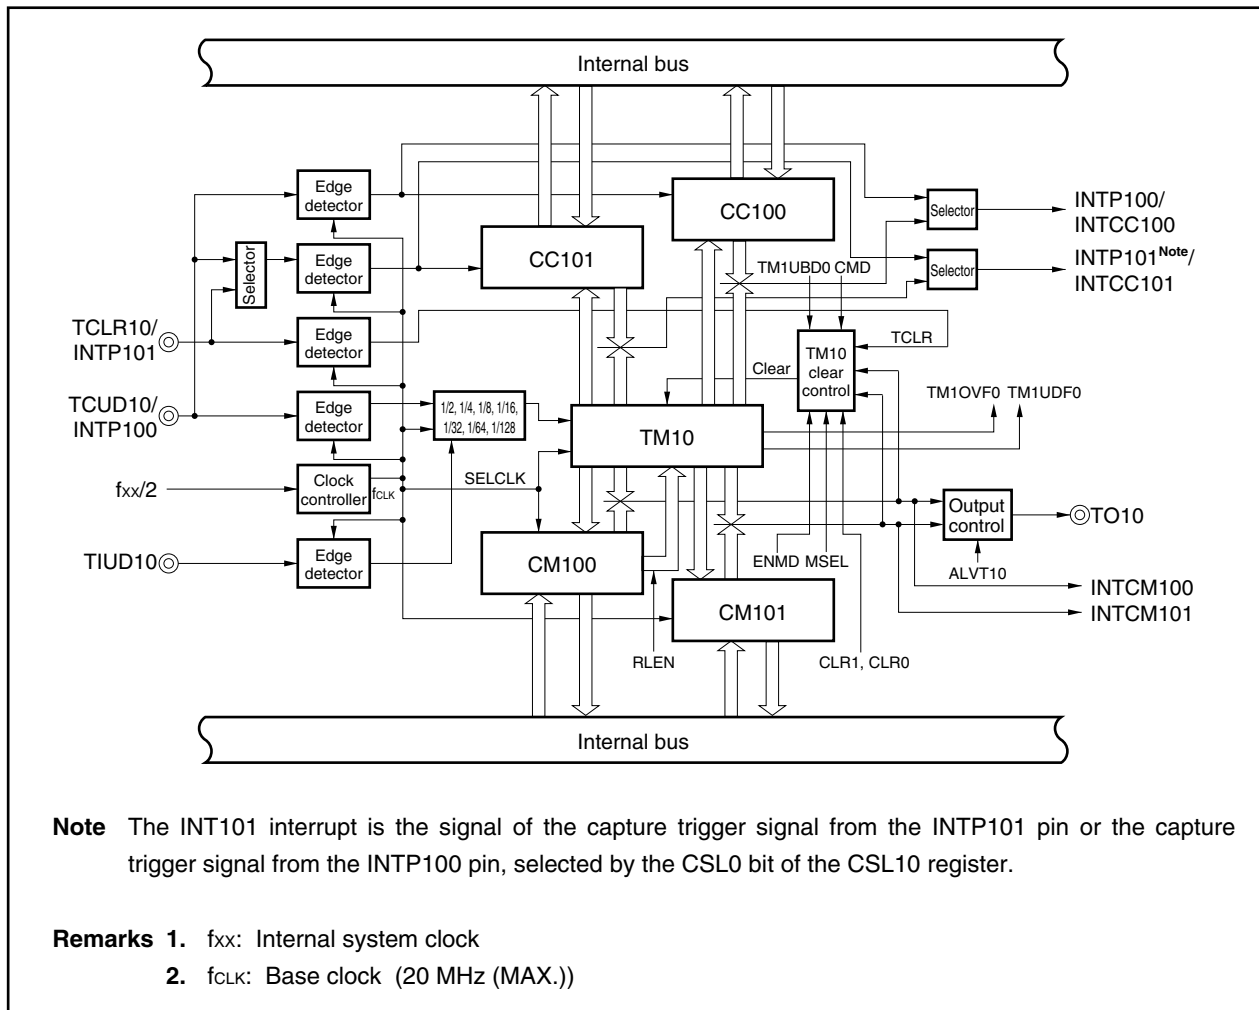 Internal bus
Edge
detector
CC100
Selector
INTP100/
INTCC100
CC101
Selector
Edge
detector
TM1UBD0 CMD
Selector
INTP101Note/
INTCC101
TCLR10/
INTP101
Edge
detector
TCLR
TM10
clear
control
Clear
TCUD10/
INTP100
Edge
detector
1/2, 1/4, 1/8, 1/16,
1/32, 1/64, 1/128
TM10
TM1OVF0 TM1UDF0
fxx/2
Clock
controller
fCLK
SELCLK
Output
control
TO10
TIUD10
Edge
detector
CM100
ENMD MSEL
ALVT10
INTCM100
CM101
INTCM101
RLEN
CLR1, CLR0
Internal bus
Note The INT101 interrupt is the signal of the capture trigger signal from the INTP101 pin or the capture
trigger signal from the INTP100 pin, selected by the CSL0 bit of the CSL10 register.
Remarks 1. fxx: Internal system clock
2. fCLK: Base clock (20 MHz (MAX.))